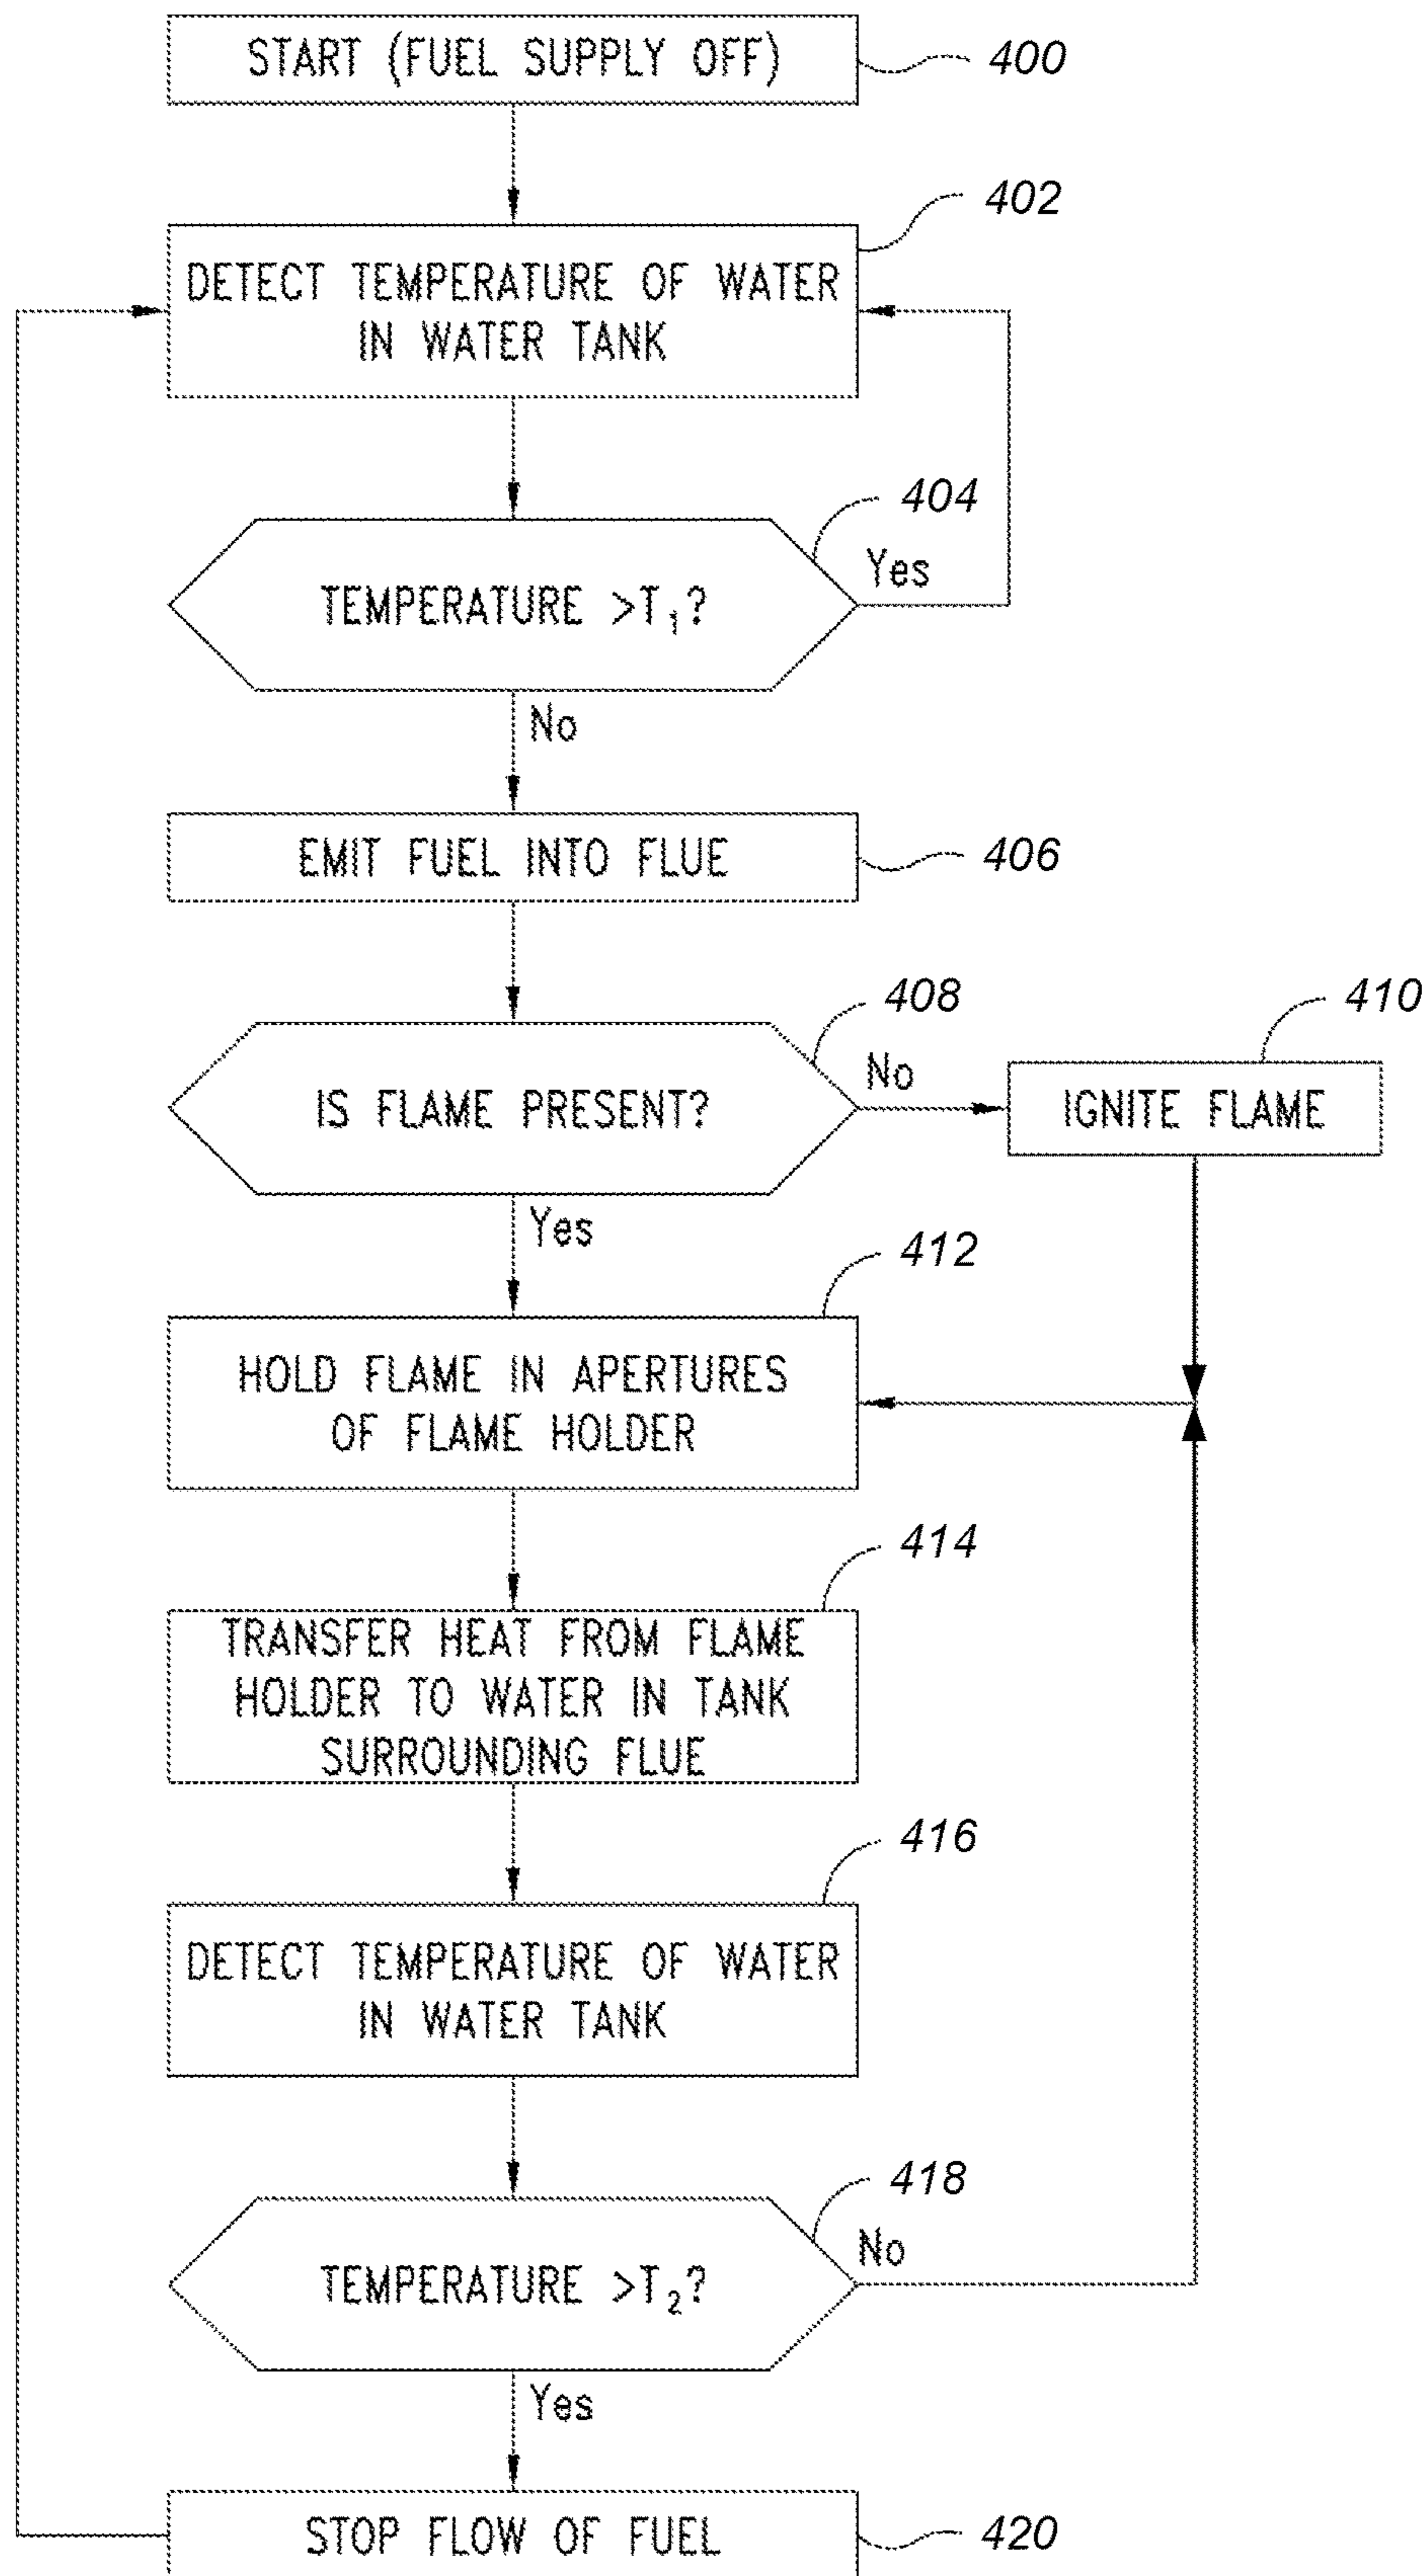 START (FUEL SUPPLY OFF)
400
402
DETECT TEMPERATURE OF WATER
IN WATER TANK
404
Yes
TEMPERATURE >T₁?
No
EMIT FUEL INTO FLUE
406
408
410
No
IS FLAME PRESENT?
IGNITE FLAME
Yes
412
HOLD FLAME IN APERTURES
OF FLAME HOLDER
414
TRANSFER HEAT FROM FLAME
HOLDER TO WATER IN TANK
SURROUNDING FLUE
416
DETECT TEMPERATURE OF WATER
IN WATER TANK
418
No
TEMPERATURE >T₂?
Yes
STOP FLOW OF FUEL
420